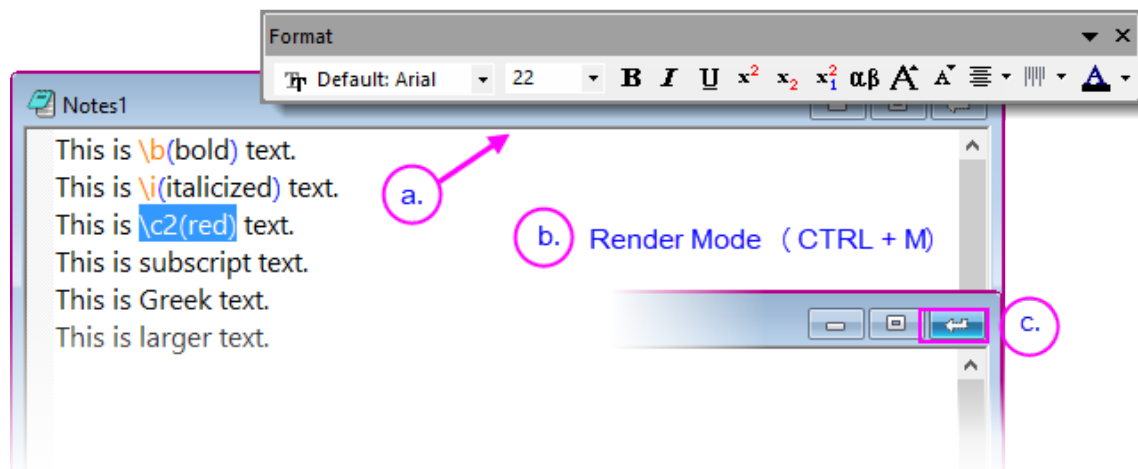 Format
Default: Arial 22 B I U x² x₂ x²₁ αβ A A A
Notes1
This is \b(bold) text.
This is \i(italicized) text.
a.
This is \c2(red) text.
b. Render Mode (CTRL + M)
This is subscript text.
This is Greek text.
c.
This is larger text.